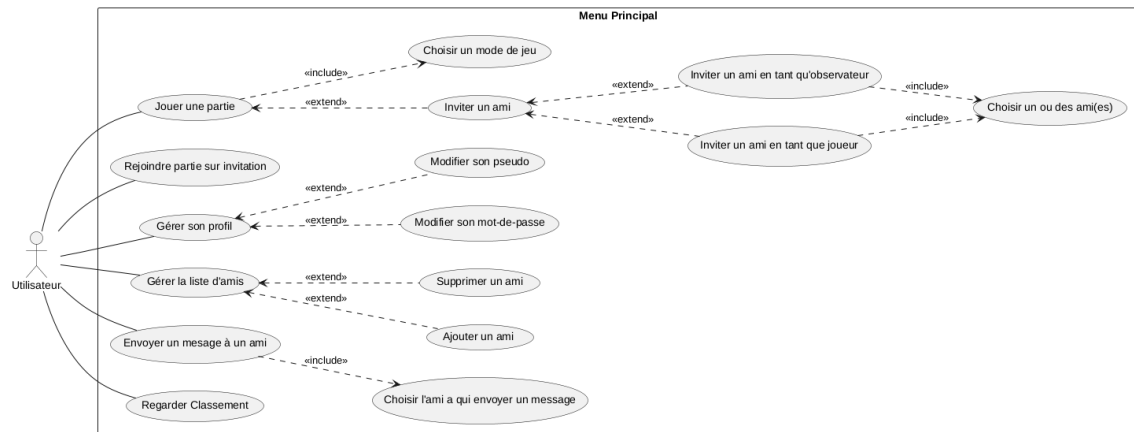 Menu Principal
Choisir un mode de jeu
«include»
Inviter un ami en tant qu'observateur
«extend»
«include»
Jouer une partie
«extend»
Inviter un ami
Choisir un ou des ami(es)
«extend»
«include»
Inviter un ami en tant que joueur
Modifier son pseudo
Rejoindre partie sur invitation
«extend»
Gérer son profil
«extend»
Modifier son mot-de-passe
Utilisateur
Gérer la liste d'amis
«extend»
Supprimer un ami
«extend»
Ajouter un ami
Envoyer un mesage à un ami
«include»
Choisir l'ami a qui envoyer un message
Regarder Classement